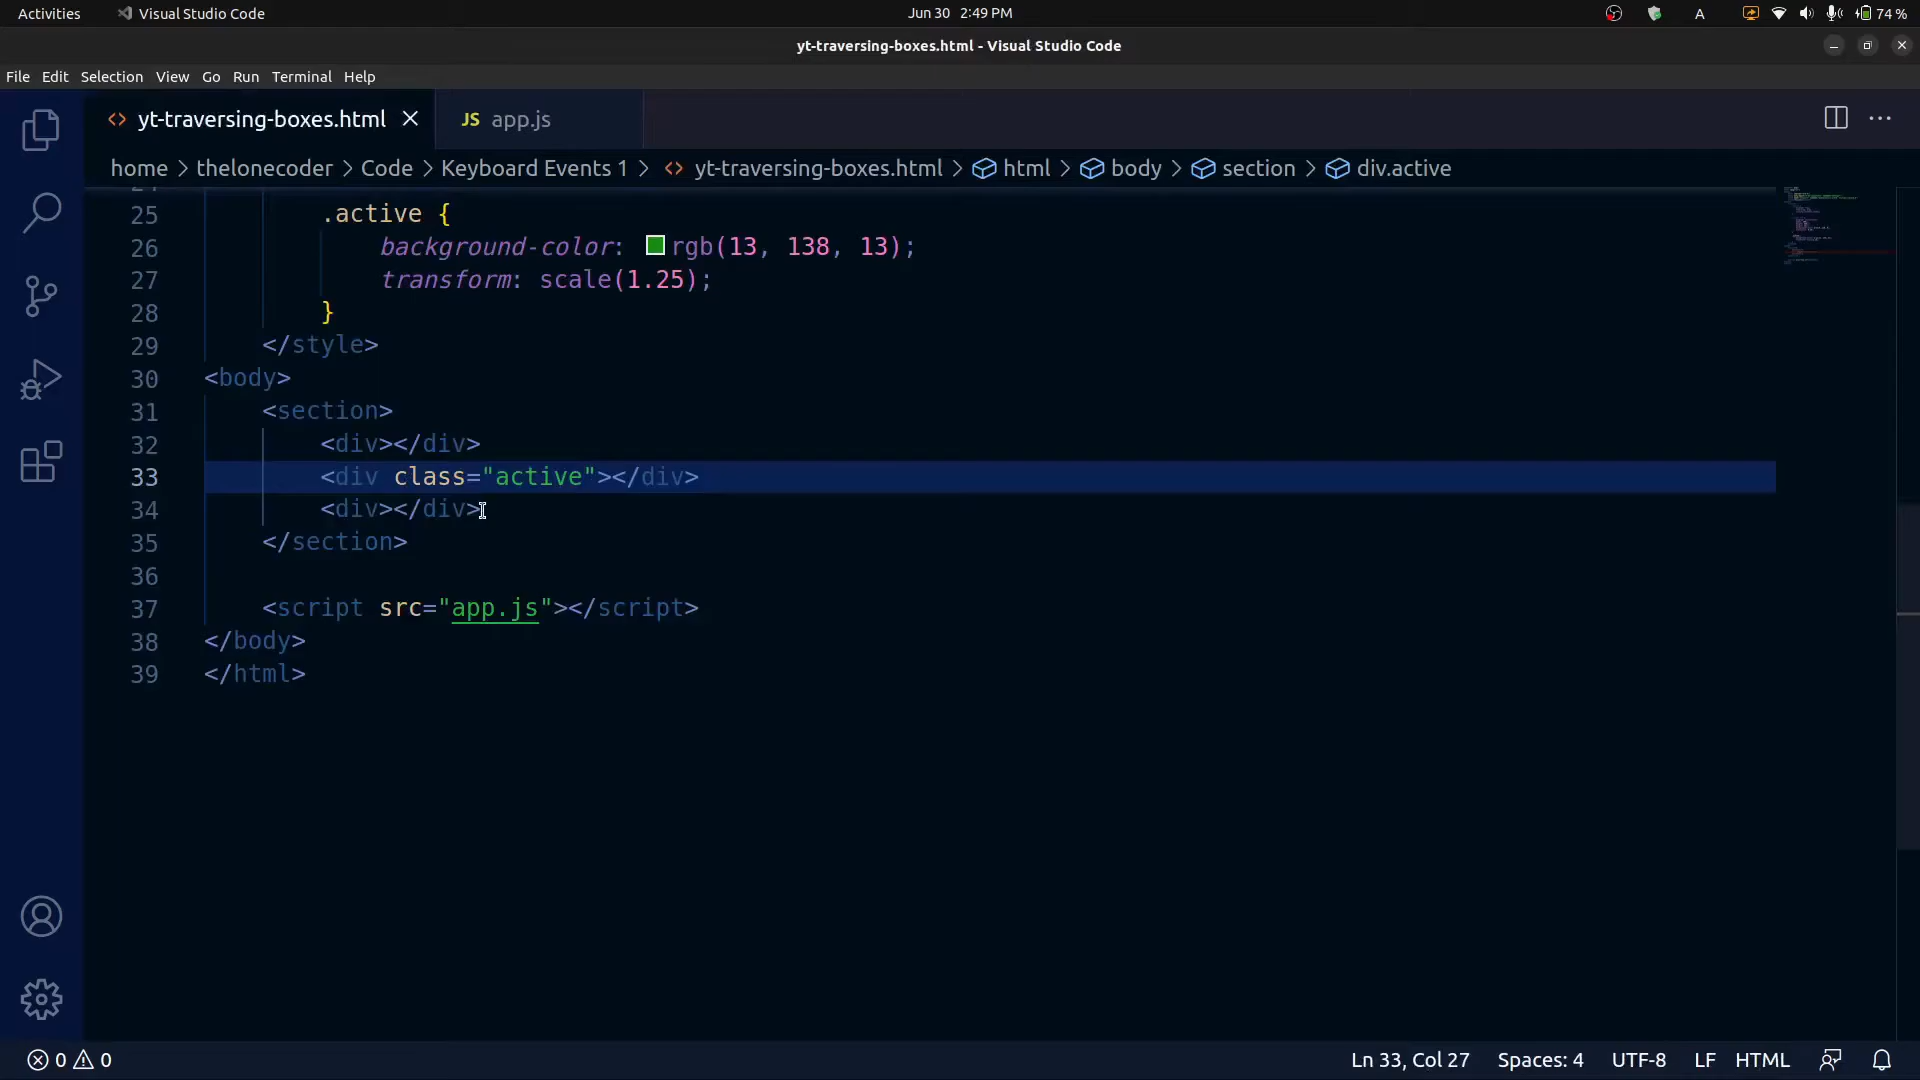 Activities Visual Studio Code Jun 30 2:49 PM A 74 %
yt-traversing-boxes.html - Visual Studio Code
File Edit Selection View Go Run Terminal Help
yt-traversing-boxes.html JS app.js
home > thelonecoder > Code > Keyboard Events 1 > yt-traversing-boxes.html > html > body > section > div.active
25 .active {
26 background-color: rgb(13, 138, 13);
27 transform: scale(1.25);
28 }
29 </style>
30 <body>
31 <section>
32 <div></div>
33 <div class="active"></div>
34 <div></div>
35 </section>
36
37 <script src="app.js"></script>
38 </body>
39 </html>
0 0 Ln 33, Col 27 Spaces: 4 UTF-8 LF HTML